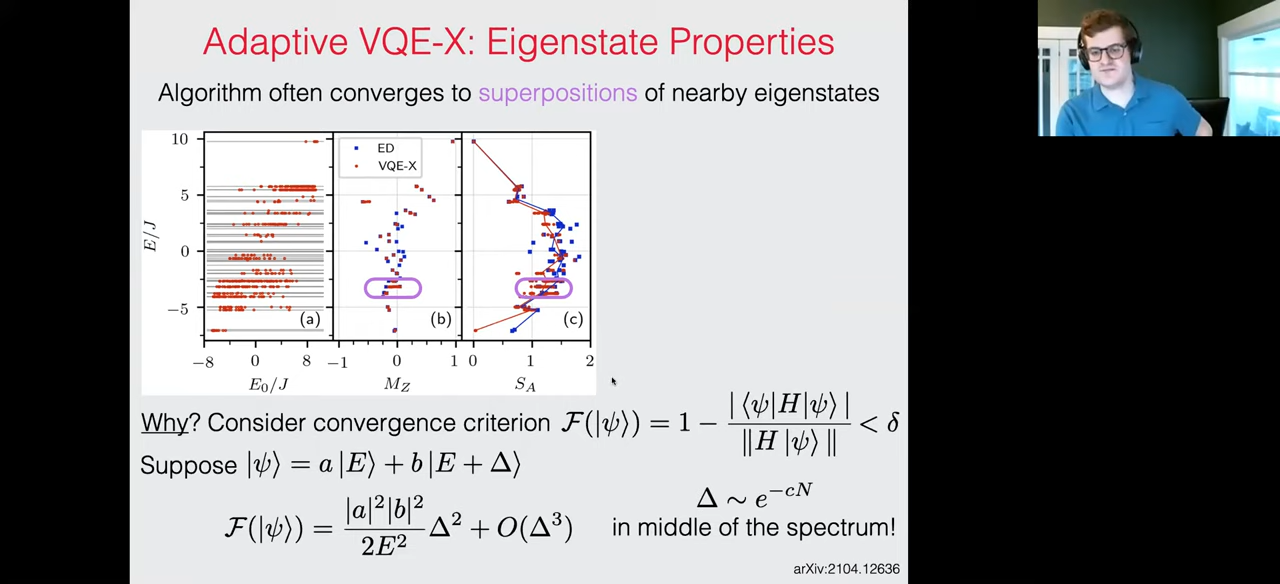 Adaptive VQE-X: Eigenstate Properties
Algorithm often converges to superpositions of nearby eigenstates
10
5
0
−5
E/J
ED
VQE-X
(a)
(b)
(c)
−8 0 8 −1 0 1 0 1 2
E₀/J M_Z S_A
Why? Consider convergence criterion F(|ψ⟩) = 1 − |⟨ψ|H|ψ⟩| / ‖H|ψ⟩‖ < δ
Suppose |ψ⟩ = a|E⟩ + b|E + Δ⟩
F(|ψ⟩) = |a|²|b|² / 2E² Δ² + O(Δ³)
Δ ∼ e^{−cN}
in middle of the spectrum!
arXiv:2104.12636